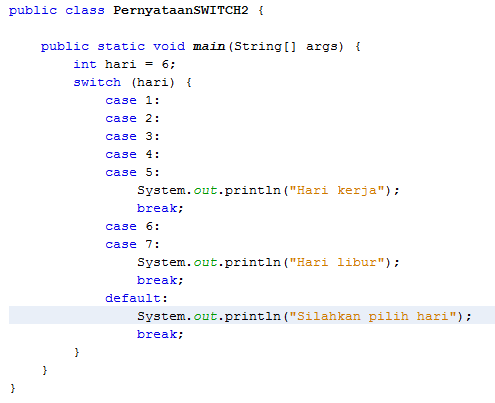 public class PernyataanSWITCH2 {
public static void main(String[] args) {
int hari = 6;
switch (hari) {
case 1:
case 2:
case 3:
case 4:
case 5:
System.out.println("Hari kerja");
break;
case 6:
case 7:
System.out.println("Hari libur");
break;
default:
System.out.println("Silahkan pilih hari");
break;
}
}
}